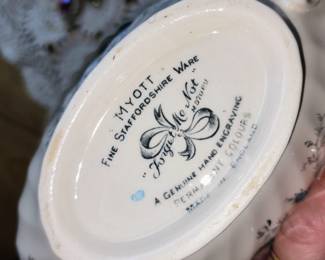 MYOTT
FINE STAFFORDSHIRE WARE
"Forget Me Not"
A GENUINE HAND ENGRAVING
PERMANENT COLOURS
MADE IN ENGLAND